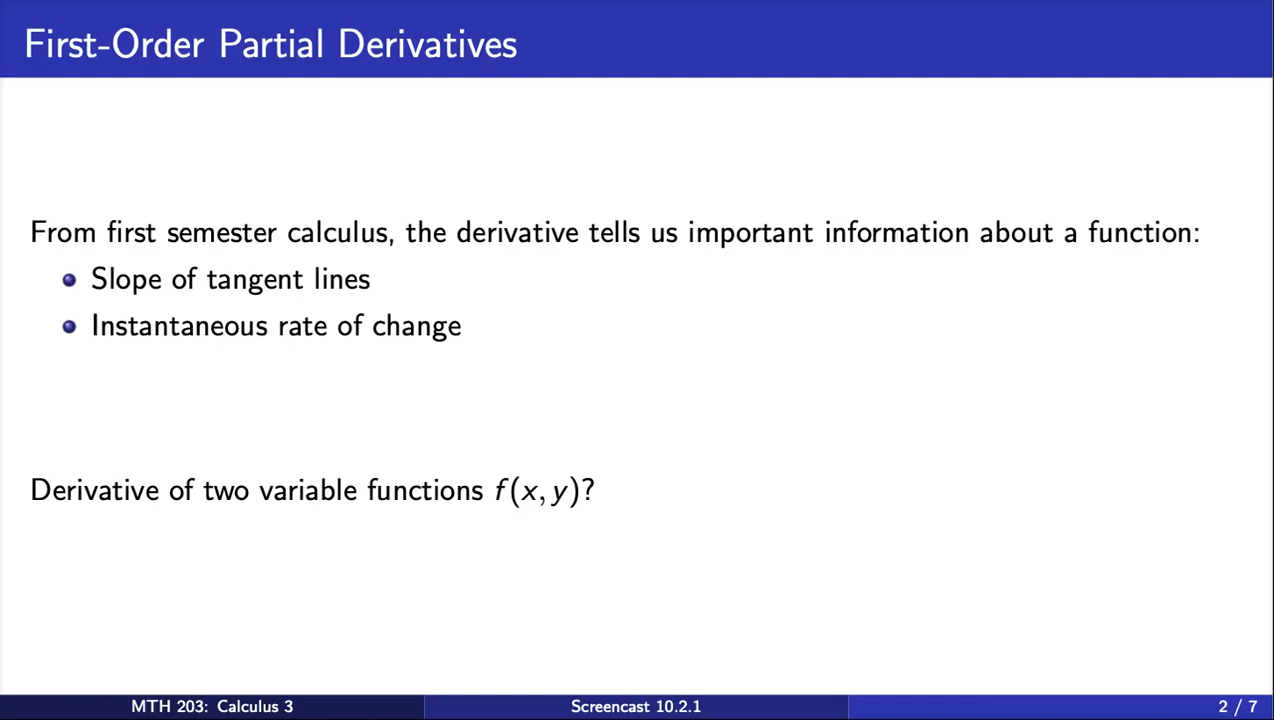 First-Order Partial Derivatives
From first semester calculus, the derivative tells us important information about a function:
Slope of tangent lines
Instantaneous rate of change
Derivative of two variable functions f(x, y)?
MTH 203: Calculus 3
Screencast 10.2.1
2 / 7